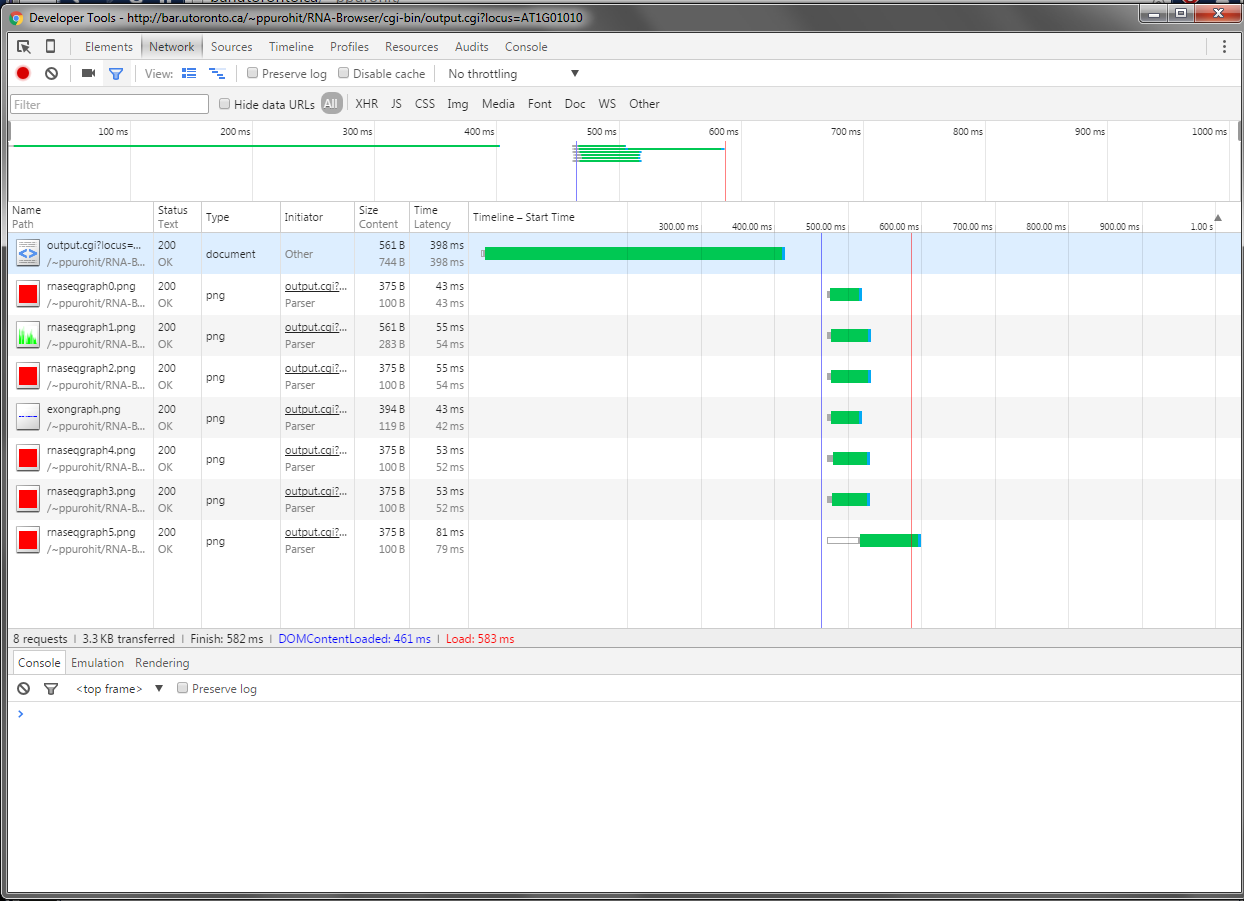 Developer Tools - http://bar.utoronto.ca/~ppurohit/RNA-Browser/cgi-bin/output.cgi?locus=AT1G01010
Elements Network Sources Timeline Profiles Resources Audits Console
View: Preserve log Disable cache No throttling ▼
Filter Hide data URLs All XHR JS CSS Img Media Font Doc WS Other
100 ms 200 ms 300 ms 400 ms 500 ms 600 ms 700 ms 800 ms 900 ms 1000 ms
Name Status Type Initiator Size Time Timeline – Start Time
Path Text Content Latency
300.00 ms 400.00 ms 500.00 ms 600.00 ms 700.00 ms 800.00 ms 900.00 ms 1.00 s
output.cgi?locus=... 200 document Other 561 B 398 ms
/~ppurohit/RNA-B... OK 744 B 398 ms
rnaseqgraph0.png 200 png output.cgi?... 375 B 43 ms
/~ppurohit/RNA-B... OK Parser 100 B 43 ms
rnaseqgraph1.png 200 png output.cgi?... 561 B 55 ms
/~ppurohit/RNA-B... OK Parser 283 B 54 ms
rnaseqgraph2.png 200 png output.cgi?... 375 B 55 ms
/~ppurohit/RNA-B... OK Parser 100 B 54 ms
exongraph.png 200 png output.cgi?... 394 B 43 ms
/~ppurohit/RNA-B... OK Parser 119 B 42 ms
rnaseqgraph4.png 200 png output.cgi?... 375 B 53 ms
/~ppurohit/RNA-B... OK Parser 100 B 52 ms
rnaseqgraph3.png 200 png output.cgi?... 375 B 53 ms
/~ppurohit/RNA-B... OK Parser 100 B 52 ms
rnaseqgraph5.png 200 png output.cgi?... 375 B 81 ms
/~ppurohit/RNA-B... OK Parser 100 B 79 ms
8 requests | 3.3 KB transferred | Finish: 582 ms | DOMContentLoaded: 461 ms | Load: 583 ms
Console Emulation Rendering
<top frame> ▼ Preserve log
>